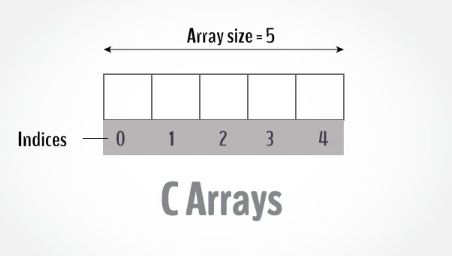 Array size = 5
Indices 0 1 2 3 4
C Arrays